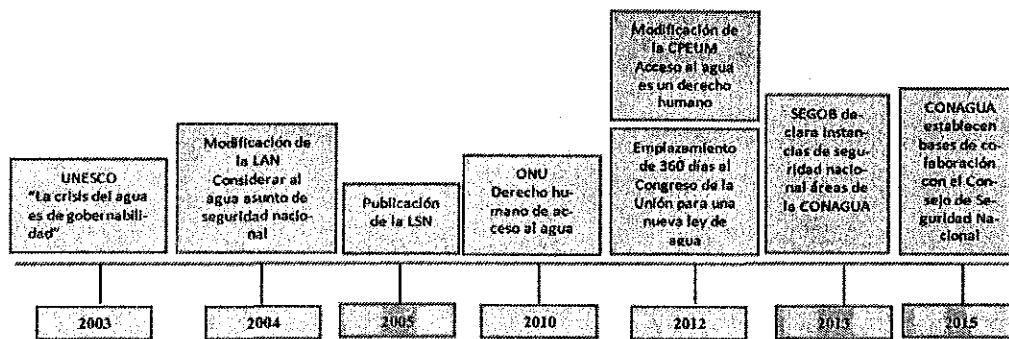 UNESCO
“La crisis del agua
es de gobernabili-
dad”
Modificación de
la LAN
Considerar al
agua asunto de
seguridad nacio-
nal
Publicación
de la LSN
ONU
Derecho hu-
mano de ac-
ceso al agua
Modificación de
la CPEUM
Acceso al agua
es un derecho
humano
Emplazamiento
de 360 días al
Congreso de la
Unión para una
nueva ley de
agua
SEGOB de-
clara instan-
cias de segu-
ridad nacio-
nal áreas de
la CONAGUA
CONAGUA
establecen
bases de co-
laboración
con el Con-
sejo de Se-
guridad Na-
cional
2003
2004
2005
2010
2012
2013
2015